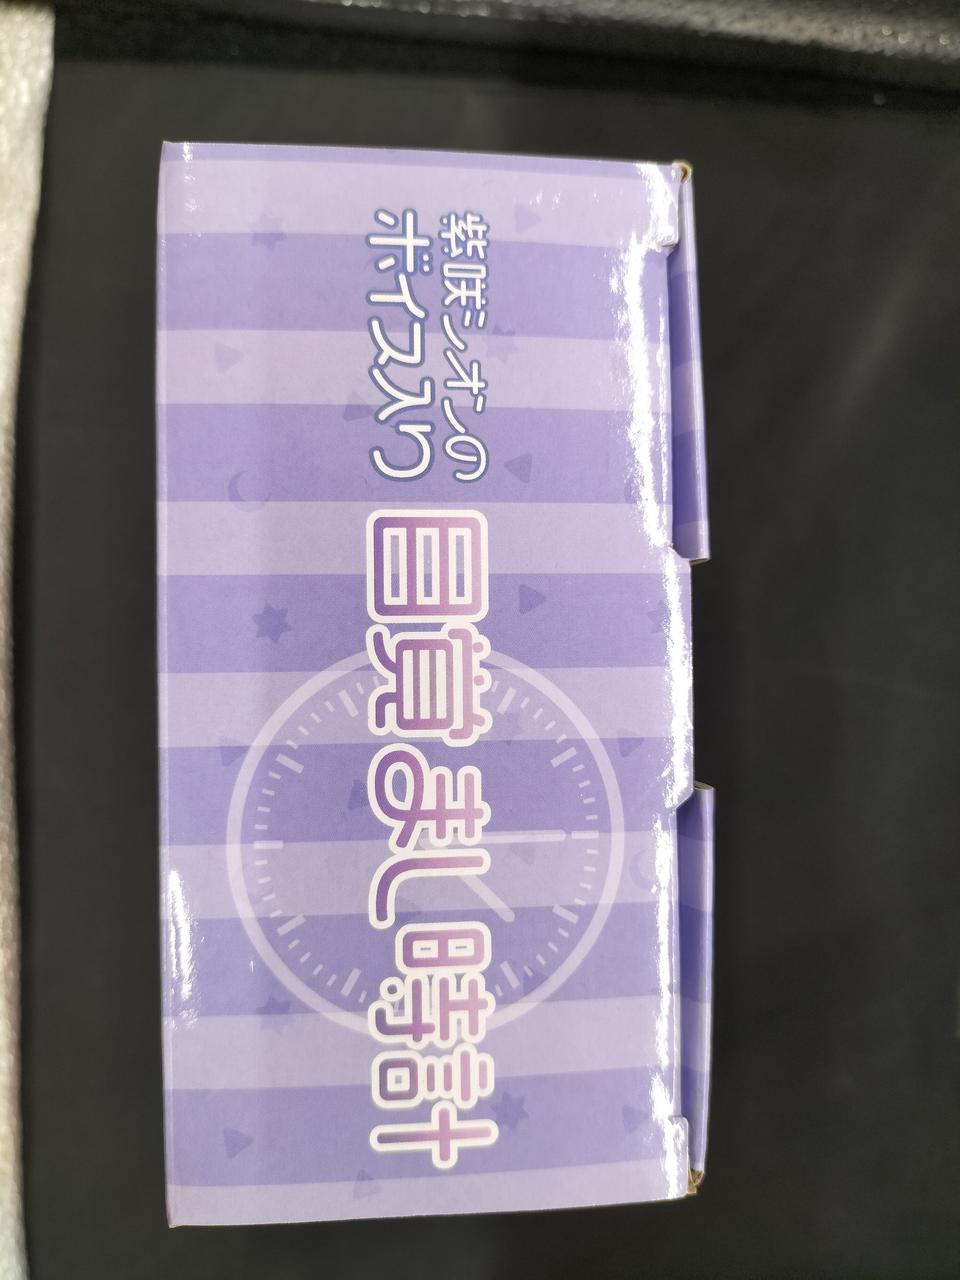 紫咲シオンの
ボイス入り
目覚まし時計